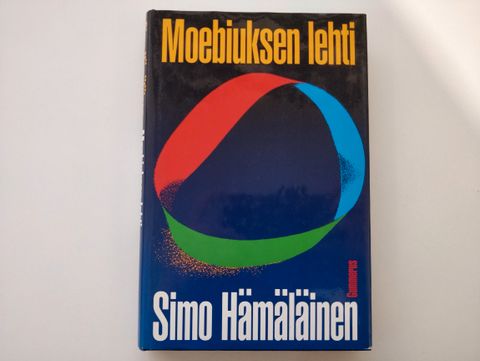 Moebiuksen lehti
Gummerus
Simo Hämäläinen